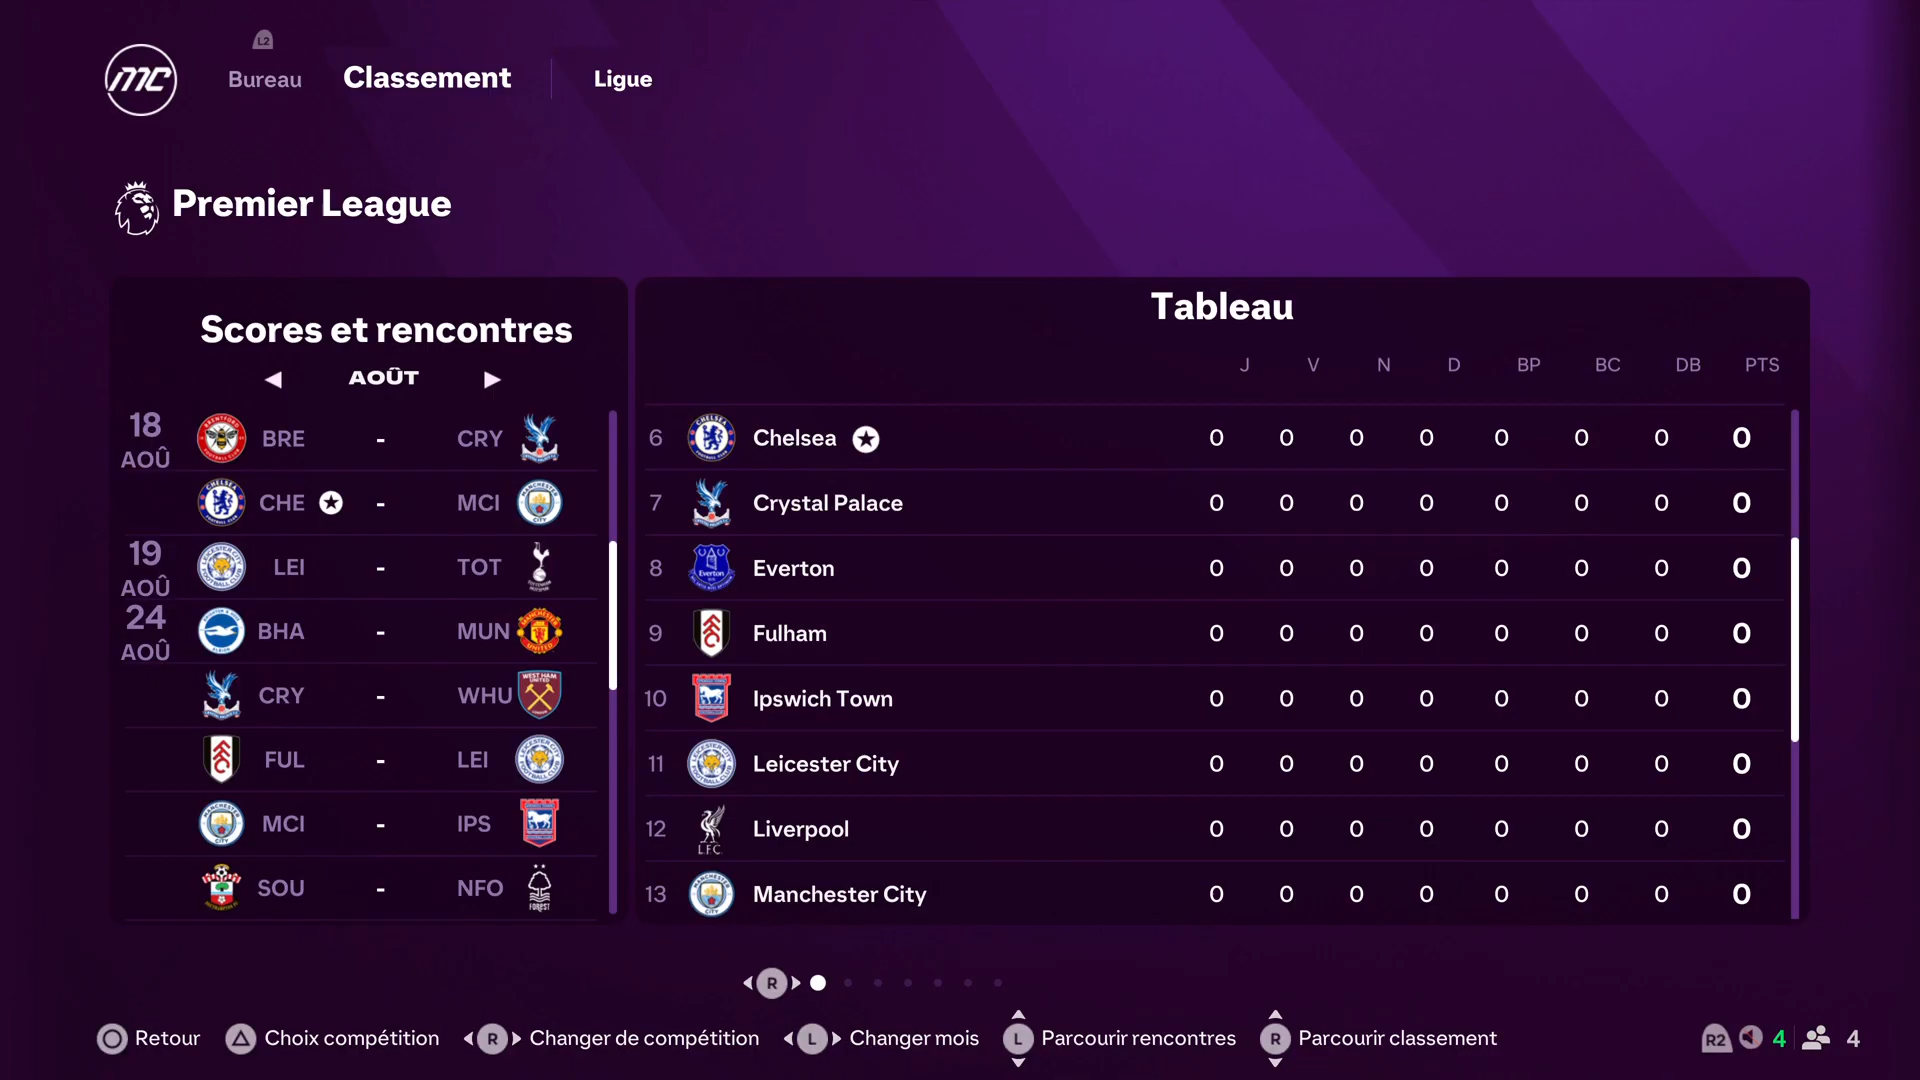 L2
Bureau Classement Ligue
Premier League
Scores et rencontres
AOÛT
18 AOÛ BRE - CRY
CHE - MCI
19 AOÛ LEI - TOT
24 AOÛ BHA - MUN
CRY - WHU
FUL - LEI
MCI - IPS
SOU - NFO
Tableau
J V N D BP BC DB PTS
6 Chelsea 0 0 0 0 0 0 0 0
7 Crystal Palace 0 0 0 0 0 0 0 0
8 Everton 0 0 0 0 0 0 0 0
9 Fulham 0 0 0 0 0 0 0 0
10 Ipswich Town 0 0 0 0 0 0 0 0
11 Leicester City 0 0 0 0 0 0 0 0
12 Liverpool 0 0 0 0 0 0 0 0
13 Manchester City 0 0 0 0 0 0 0 0
R
Retour Choix compétition R Changer de compétition L Changer mois L Parcourir rencontres R Parcourir classement R2 4 4